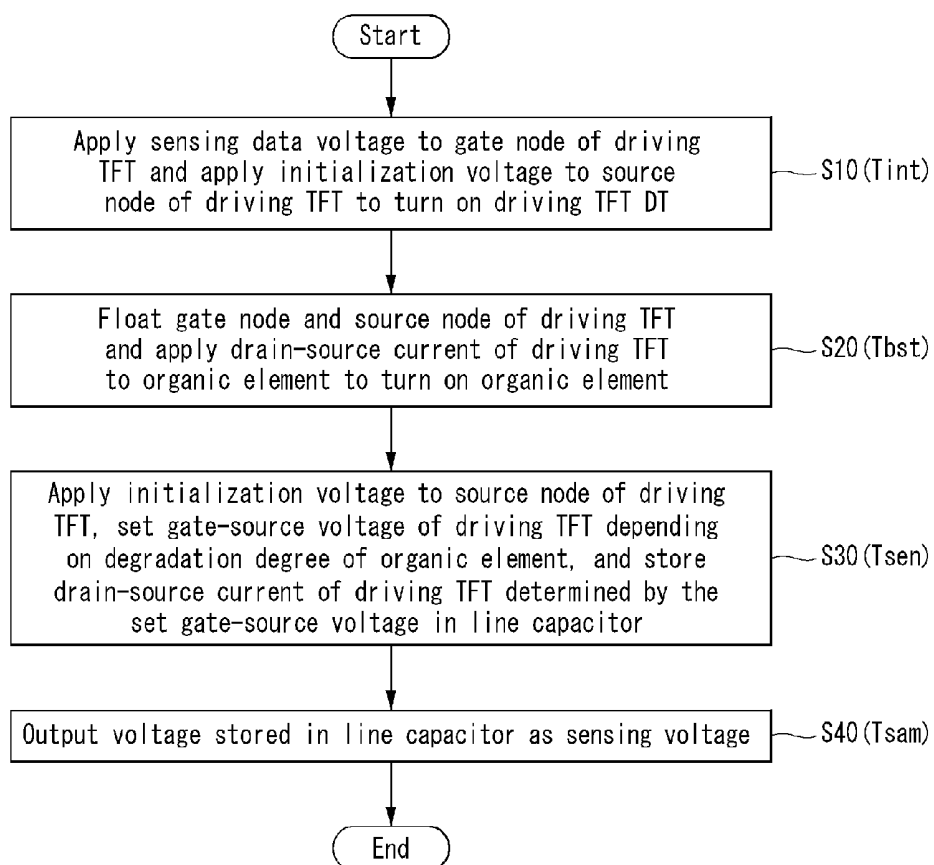 Start
Apply sensing data voltage to gate node of driving
TFT and apply initialization voltage to source
node of driving TFT to turn on driving TFT DT
S10(Tint)
Float gate node and source node of driving TFT
and apply drain-source current of driving TFT
to organic element to turn on organic element
S20(Tbst)
Apply initialization voltage to source node of driving
TFT, set gate-source voltage of driving TFT depending
on degradation degree of organic element, and store
drain-source current of driving TFT determined by the
set gate-source voltage in line capacitor
S30(Tsen)
Output voltage stored in line capacitor as sensing voltage
S40(Tsam)
End